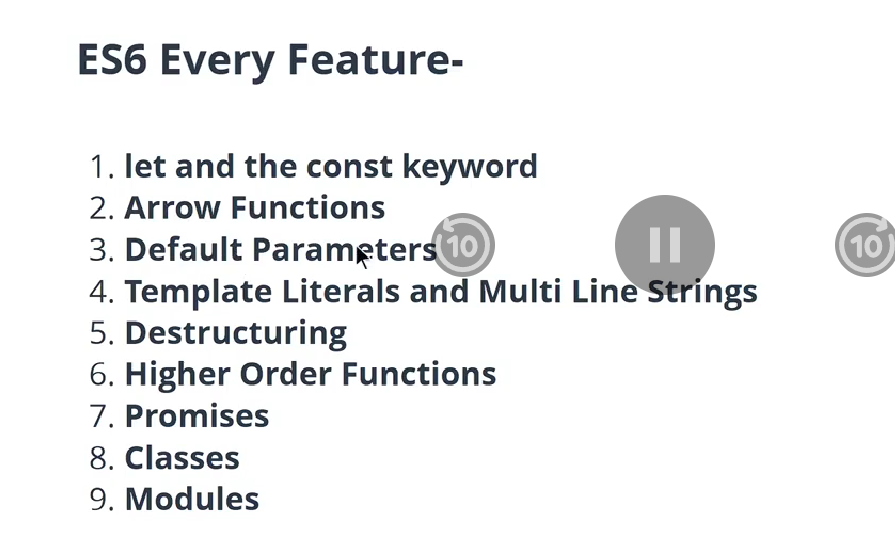 ES6 Every Feature-
1. let and the const keyword
2. Arrow Functions
3. Default Parameters
10
10
4. Template Literals and Multi Line Strings
5. Destructuring
6. Higher Order Functions
7. Promises
8. Classes
9. Modules